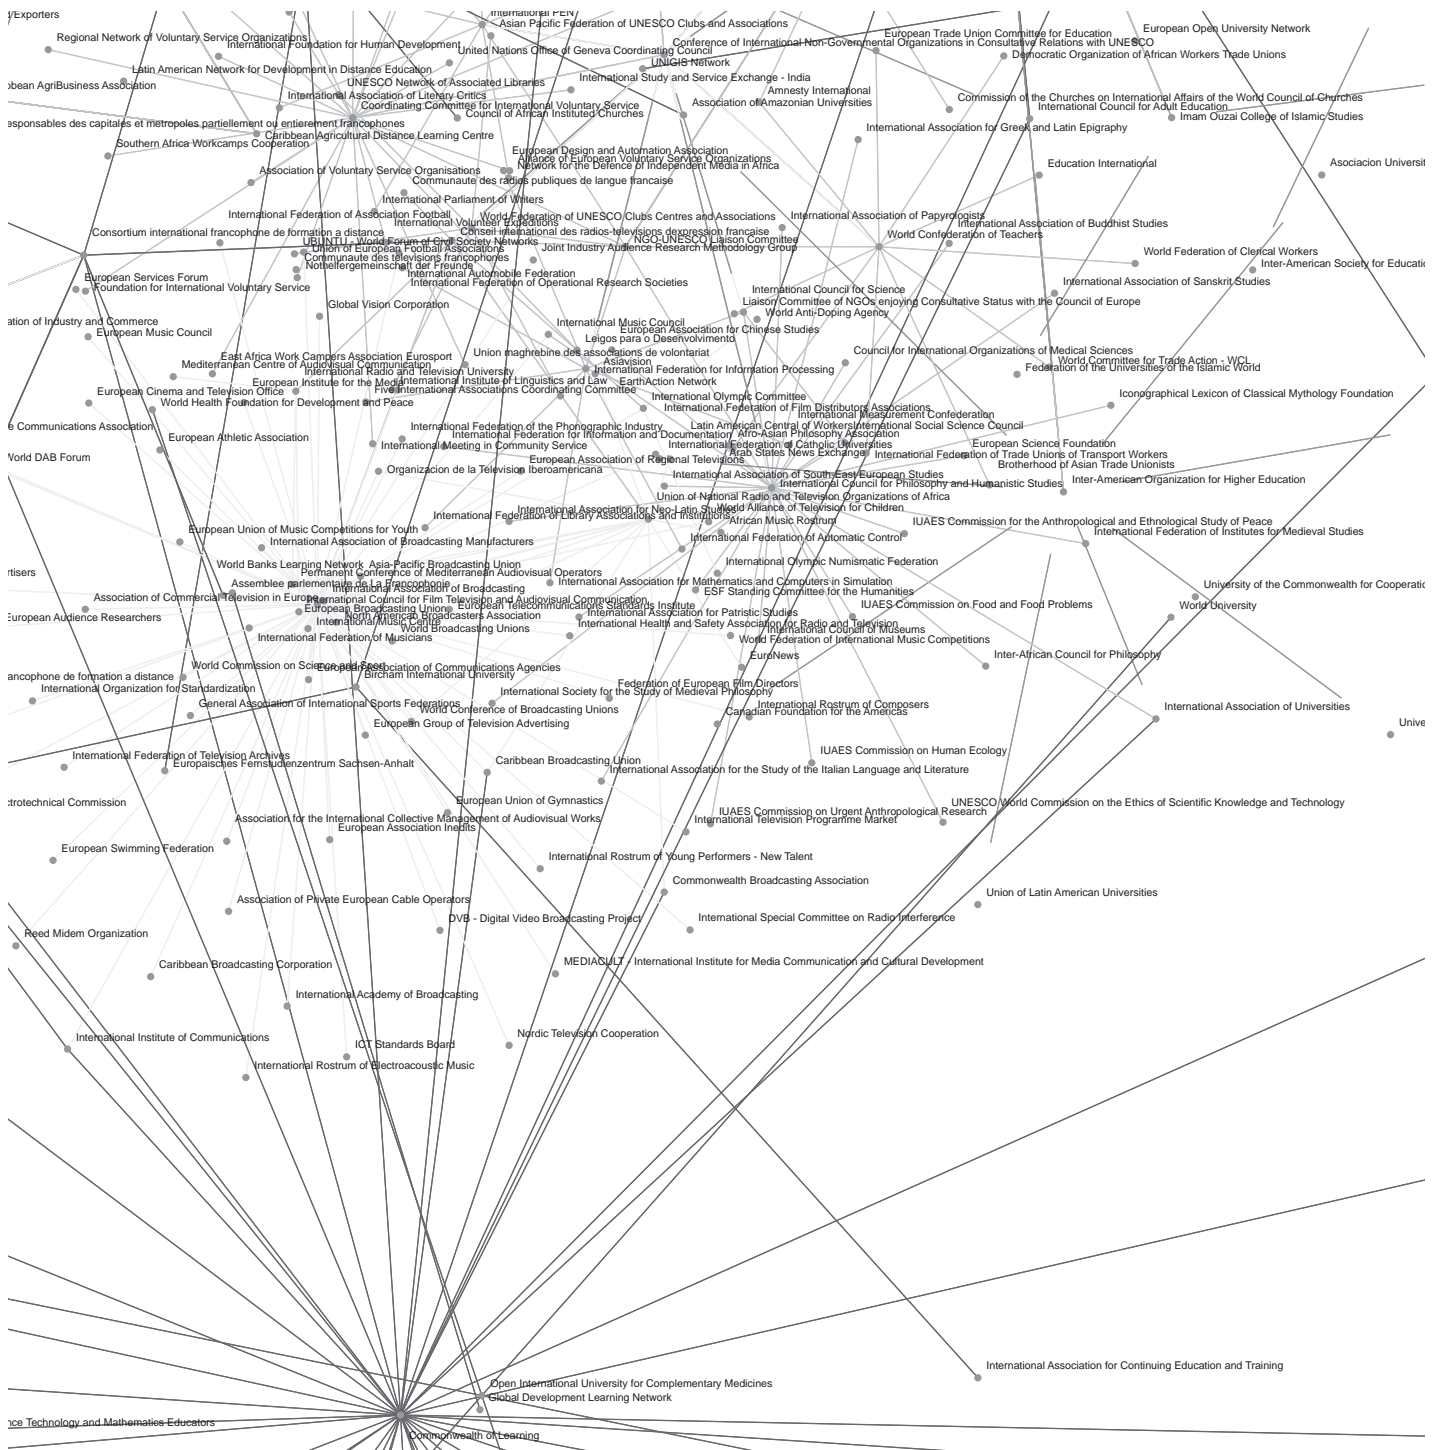 Exporters
International PEN
Asian Pacific Federation of UNESCO Clubs and Associations
European Open University Network
Regional Network of Voluntary Service Organizations
European Trade Union Committee for Education
International Foundation for Human Development
Conference of International Non-Governmental Organizations in Consultative Relations with UNESCO
United Nations Office of Geneva Coordinating Council
Democratic Organization of African Workers Trade Unions
UNIGIS Network
Latin American Network for Development in Distance Education
International Study and Service Exchange - India
UNESCO Network of Associated Libraries
bean AgriBusiness Association
Amnesty International
International Association of Literary Critics
Commission of the Churches on International Affairs of the World Council of Churches
Association of Amazonian Universities
Coordinating Committee for International Voluntary Service
International Council for Adult Education
Council of African Instituted Churches
Imam Ouzai College of Islamic Studies
esponsables des capitales et metropoles partiellement ou entierement francophones
International Association for Greek and Latin Epigraphy
Caribbean Agricultural Distance Learning Centre
Southern Africa Workcamps Cooperation
European Design and Automation Association
Alliance of European Voluntary Service Organizations
Education International
Asociacion Universit
Network for the Defence of Independent Media in Africa
Association of Voluntary Service Organisations
Communaute des radios publiques de langue francaise
International Parliament of Writers
International Federation of Association Football
World Federation of UNESCO Clubs Centres and Associations
International Association of Papyrologists
International Volunteer Expeditions
International Association of Buddhist Studies
Consortium international francophone de formation a distance
Conseil international des radios-televisions dexpression francaise
World Confederation of Teachers
UBUNTU - World Forum of Civil Society Networks
NGO-UNESCO Liaison Committee
Union of European Football Associations
Joint Industry Audience Research Methodology Group
World Federation of Clerical Workers
Communaute des televisions francophones
Nothelfergemeinschaft der Freunde
Inter-American Society for Educatio
European Services Forum
International Automobile Federation
International Federation of Operational Research Societies
International Association of Sanskrit Studies
Foundation for International Voluntary Service
International Council for Science
Global Vision Corporation
Liaison Committee of NGOs enjoying Consultative Status with the Council of Europe
World Anti-Doping Agency
ation of Industry and Commerce
International Music Council
European Music Council
European Association for Chinese Studies
Leigos para o Desenvolvimento
Union maghrebine des associations de volontariat
Council for International Organizations of Medical Sciences
East Africa Work Campers Association
Eurosport
Asiavision
World Committee for Trade Action - WCL
Mediterranean Centre of Audiovisual Communication
International Federation for Information Processing
Federation of the Universities of the Islamic World
International Radio and Television University
European Institute for the Media
International Institute of Linguistics and Law
EarthAction Network
Five International Associations Coordinating Committee
European Cinema and Television Office
International Olympic Committee
Iconographical Lexicon of Classical Mythology Foundation
World Health Foundation for Development and Peace
International Federation of Film Distributors Associations
International Measurement Confederation
e Communications Association
International Federation of the Phonographic Industry
Latin American Central of Workers
International Social Science Council
European Athletic Association
International Federation for Information and Documentation
Afro-Asian Philosophy Association
International Meeting in Community Service
International Federation of Catholic Universities
European Science Foundation
World DAB Forum
European Association of Regional Televisions
Arab States News Exchange
International Federation of Trade Unions of Transport Workers
Organizacion de la Television Iberoamericana
Brotherhood of Asian Trade Unionists
International Association of South-East European Studies
Inter-American Organization for Higher Education
International Council for Philosophy and Humanistic Studies
Union of National Radio and Television Organizations of Africa
International Association for Neo-Latin Studies
World Alliance of Television for Children
International Federation of Library Associations and Institutions
African Music Rostrum
IUAES Commission for the Anthropological and Ethnological Study of Peace
European Union of Music Competitions for Youth
International Federation of Institutes for Medieval Studies
International Association of Broadcasting Manufacturers
International Federation of Automatic Control
World Banks Learning Network
Asia-Pacific Broadcasting Union
International Olympic Numismatic Federation
rtisers
Permanent Conference of Mediterranean Audiovisual Operators
Assemblee parlementaire de La Francophonie
International Association for Mathematics and Computers in Simulation
University of the Commonwealth for Cooperatic
International Association of Broadcasting
ESF Standing Committee for the Humanities
Association of Commercial Television in Europe
International Council for Film Television and Audiovisual Communication
IUAES Commission on Food and Food Problems
World University
European Broadcasting Union
European Telecommunications Standards Institute
European Audience Researchers
North American Broadcasters Association
International Association for Patristic Studies
International Music Centre
International Health and Safety Association for Radio and Television
World Broadcasting Unions
International Council of Museums
International Federation of Musicians
World Federation of International Music Competitions
EuroNews
Inter-African Council for Philosophy
World Commission on Science and Sport
European Association of Communications Agencies
ancophone de formation a distance
Bircham International University
Federation of European Film Directors
International Organization for Standardization
International Society for the Study of Medieval Philosophy
General Association of International Sports Federations
International Rostrum of Composers
World Conference of Broadcasting Unions
Canadian Foundation for the Americas
International Association of Universities
European Group of Television Advertising
Unive
IUAES Commission on Human Ecology
International Federation of Television Archives
Caribbean Broadcasting Union
Europaisches Fernstudienzentrum Sachsen-Anhalt
International Association for the Study of the Italian Language and Literature
ctrotechnical Commission
European Union of Gymnastics
UNESCO World Commission on the Ethics of Scientific Knowledge and Technology
IUAES Commission on Urgent Anthropological Research
Association for the International Collective Management of Audiovisual Works
International Television Programme Market
European Association Inedits
European Swimming Federation
International Rostrum of Young Performers - New Talent
Commonwealth Broadcasting Association
Union of Latin American Universities
Association of Private European Cable Operators
DVB - Digital Video Broadcasting Project
International Special Committee on Radio Interference
Reed Midem Organization
Caribbean Broadcasting Corporation
MEDIACULT - International Institute for Media Communication and Cultural Development
International Academy of Broadcasting
International Institute of Communications
Nordic Television Cooperation
ICT Standards Board
International Rostrum of Electroacoustic Music
International Association for Continuing Education and Training
Open International University for Complementary Medicines
Global Development Learning Network
nce Technology and Mathematics Educators
Commonwealth of Learning